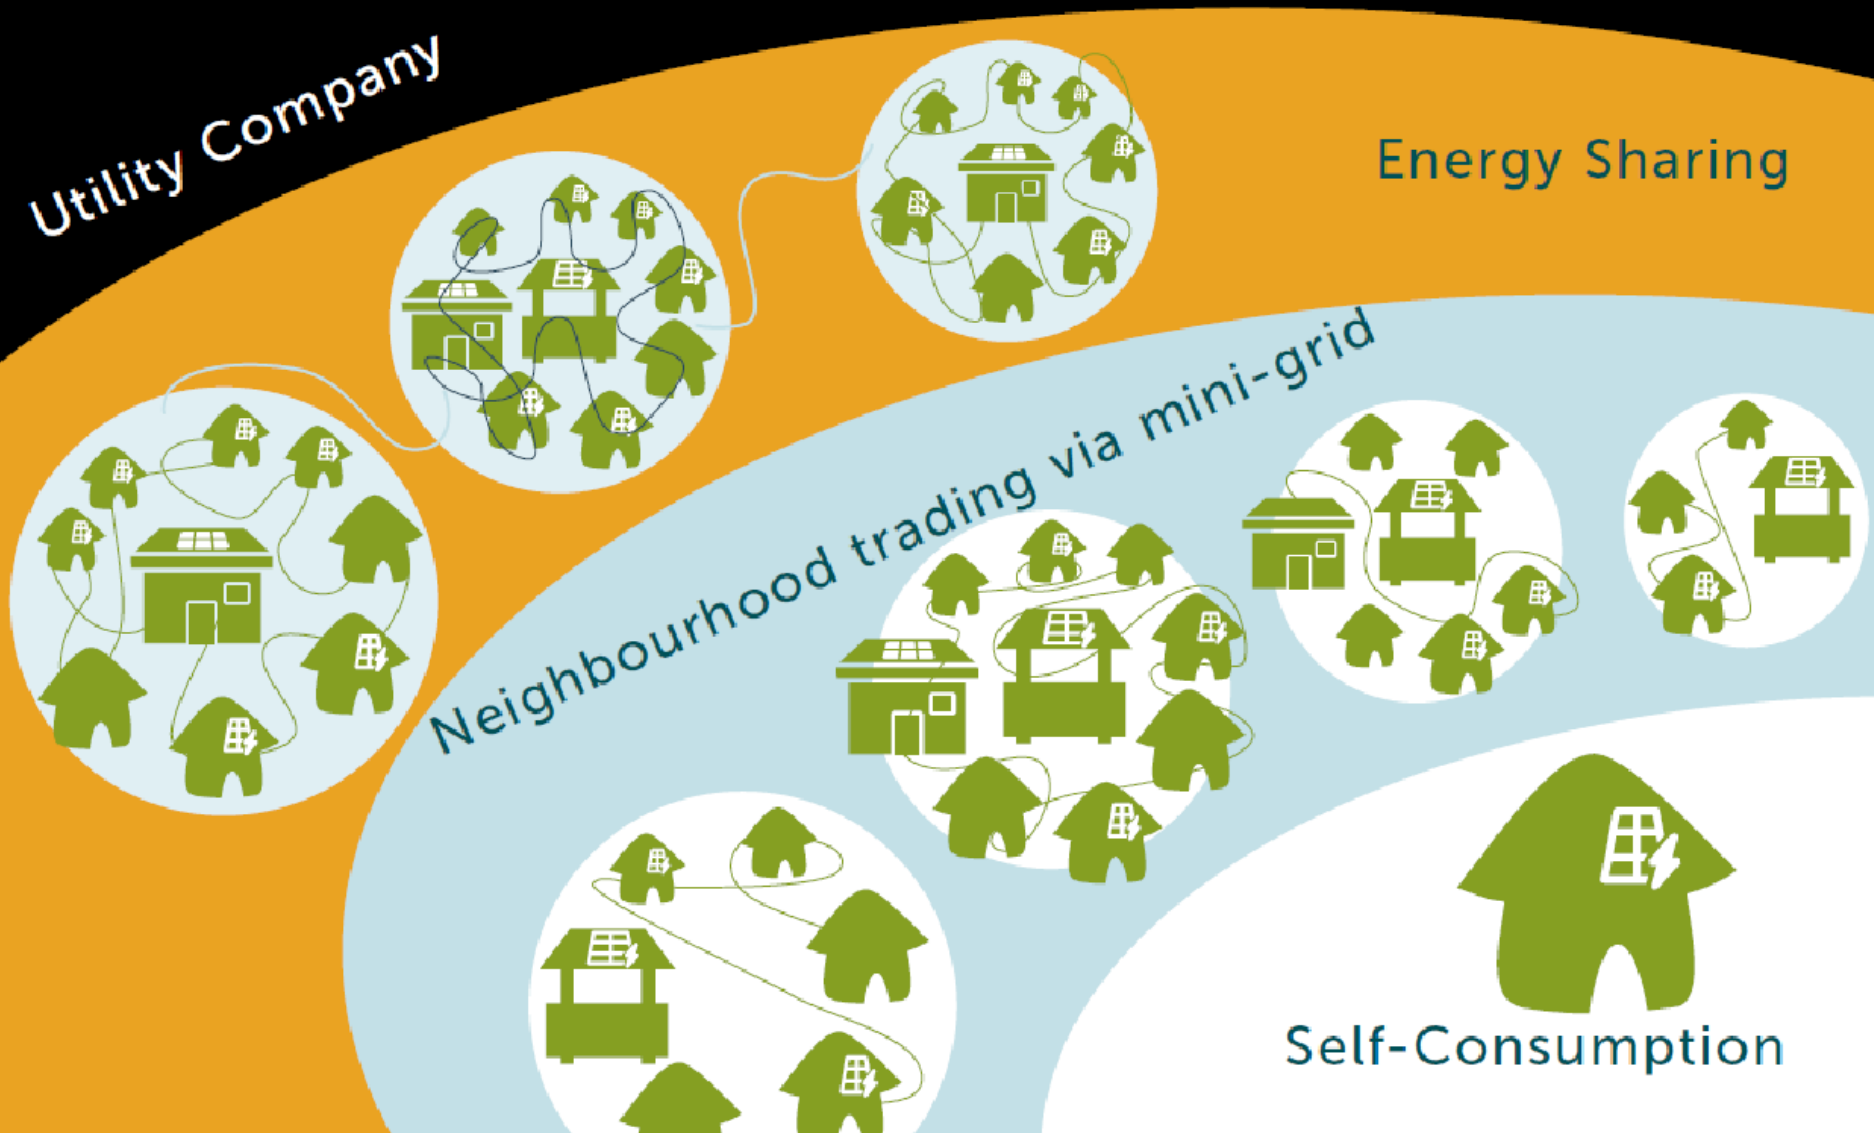 Utility Company
Energy Sharing
Neighbourhood trading via mini-grid
Self-Consumption